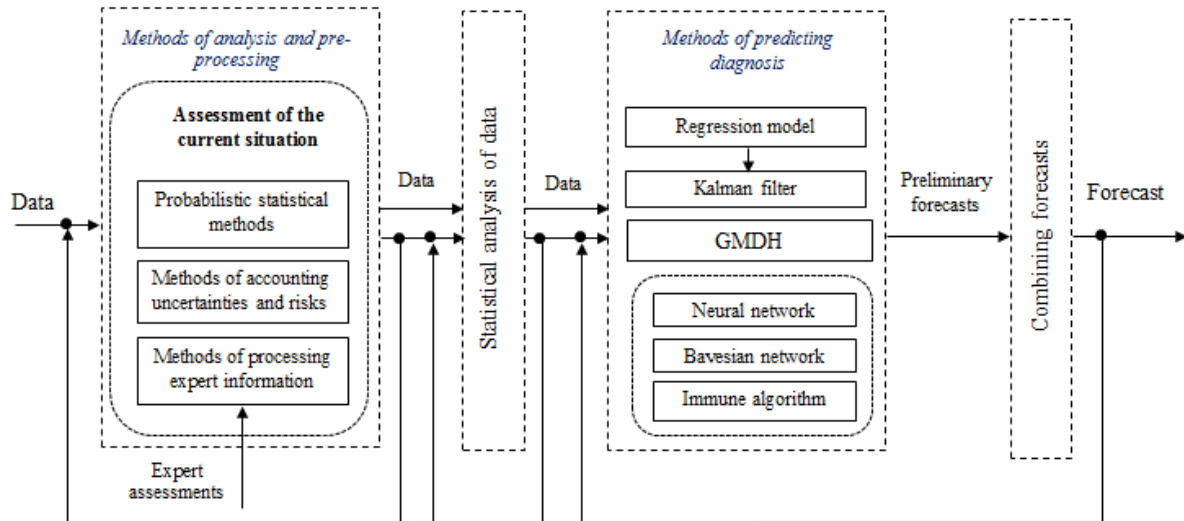 Methods of analysis and pre-
processing
Assessment of the
current situation
Data
Probabilistic statistical
methods
Methods of accounting
uncertainties and risks
Methods of processing
expert information
Expert
assessments
Data
Statistical analysis of data
Data
Methods of predicting
diagnosis
Regression model
Kalman filter
GMDH
Neural network
Bavesian network
Immune algorithm
Preliminary
forecasts
Combining forecasts
Forecast